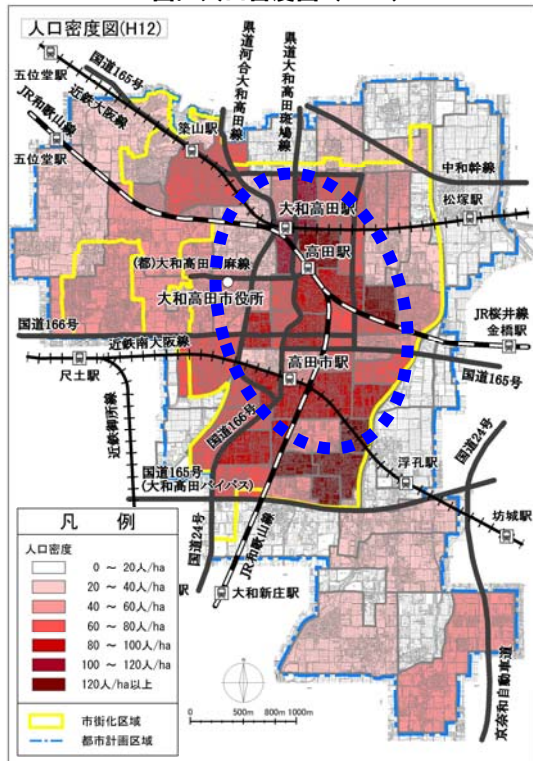 人口密度図(H12)
国道165号
五位堂駅
近鉄大阪線
JR和歌山線
五位堂駅
築山駅
県道河合大和高田線
県道大和高田斑鳩線
中和幹線
松塚駅
大和高田駅
高田駅
(都)大和高田
麻線
大和高田市役所
国道166号
近鉄南大阪線
JR桜井線
金橋駅
尺土駅
高田市駅
国道165号
近鉄御所線
国道166号
国道24号
浮孔駅
国道165号
(大和高田バイパス)
坊城駅
国道24号
JR和歌山線
駅
大和新庄駅
京奈和自動車道
凡 例
人口密度
0 ～ 20人/ha
20 ～ 40人/ha
40 ～ 60人/ha
60 ～ 80人/ha
80 ～ 100人/ha
100 ～ 120人/ha
120人/ha以上
市街化区域
都市計画区域
0 500m 800m 1000m